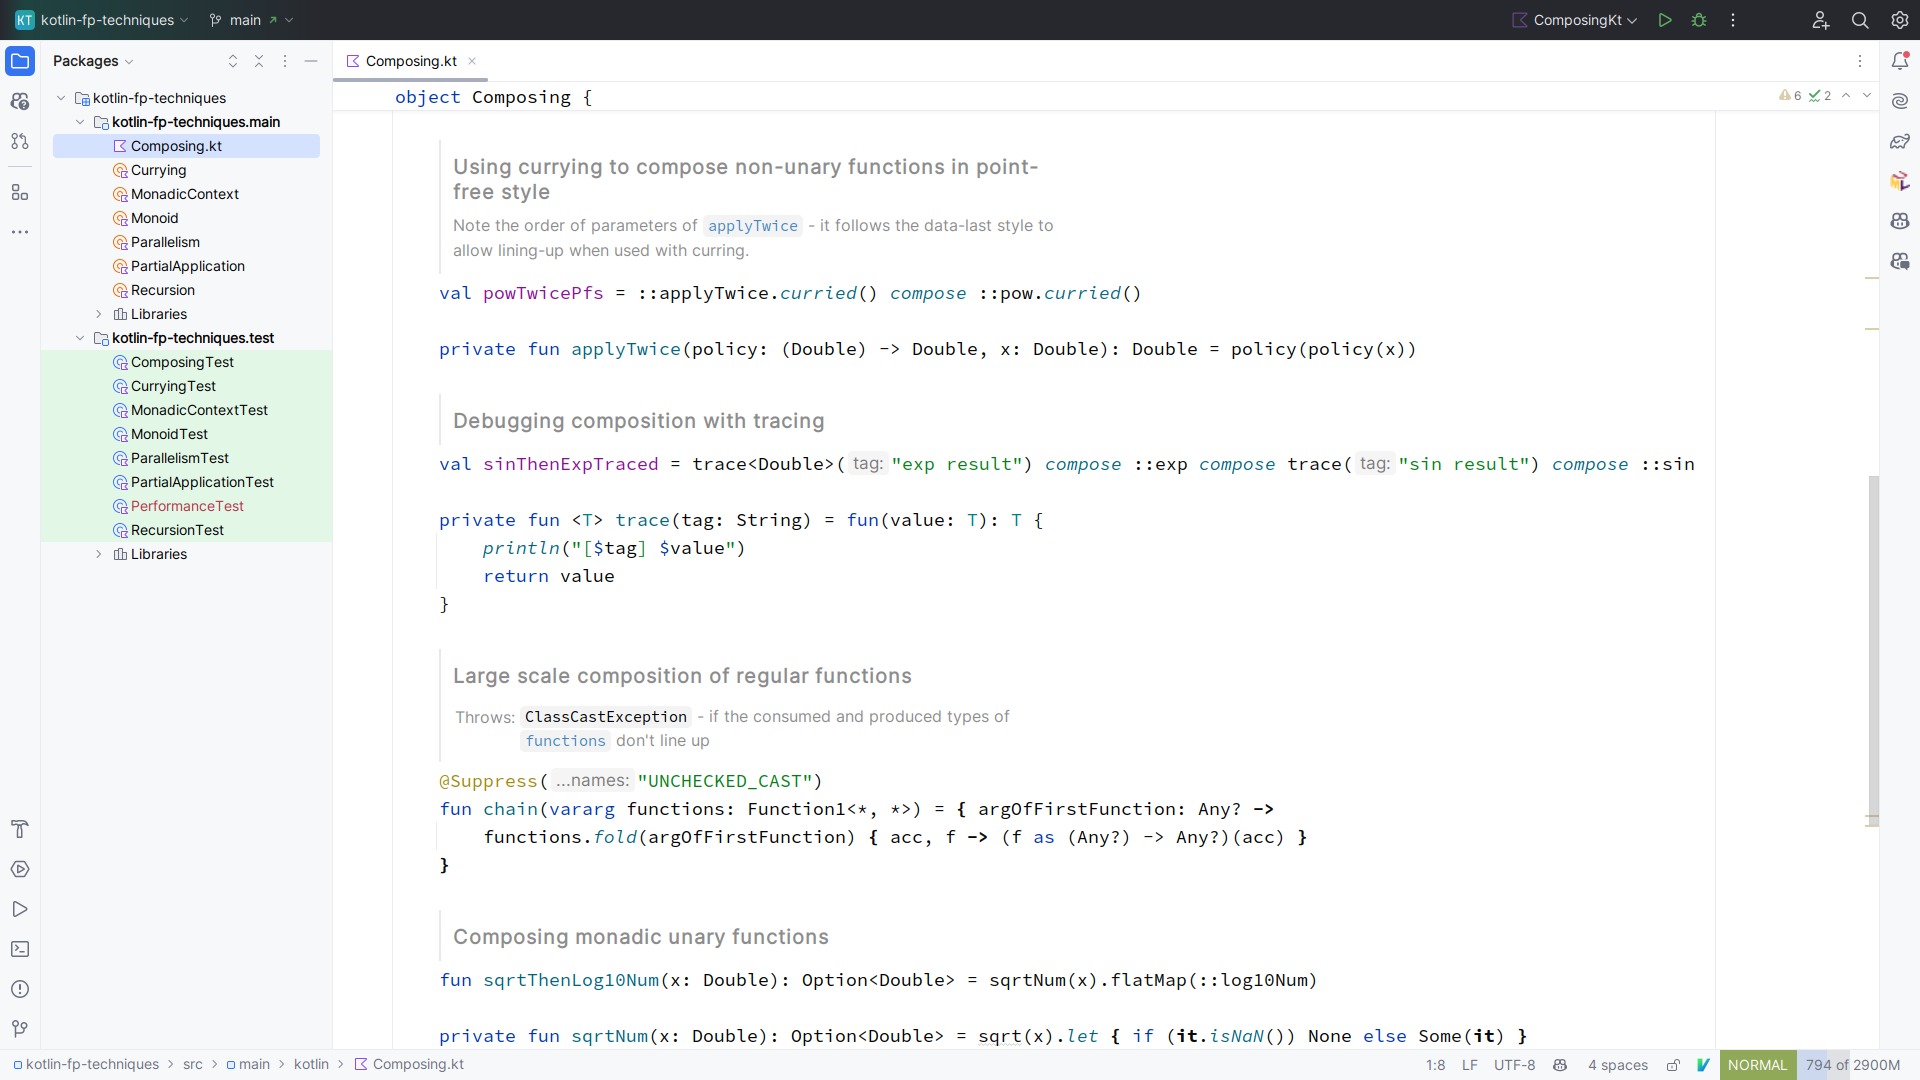 KT kotlin-fp-techniques main ComposingKt
Packages
Composing.kt
kotlin-fp-techniques
kotlin-fp-techniques.main
Composing.kt
Currying
MonadicContext
Monoid
Parallelism
PartialApplication
Recursion
Libraries
kotlin-fp-techniques.test
ComposingTest
CurryingTest
MonadicContextTest
MonoidTest
ParallelismTest
PartialApplicationTest
PerformanceTest
RecursionTest
Libraries
object Composing {
6 2
Using currying to compose non-unary functions in point-
free style
Note the order of parameters of applyTwice - it follows the data-last style to
allow lining-up when used with curring.
val powTwicePfs = ::applyTwice.curried() compose ::pow.curried()
private fun applyTwice(policy: (Double) -> Double, x: Double): Double = policy(policy(x))
Debugging composition with tracing
val sinThenExpTraced = trace<Double>( tag: "exp result") compose ::exp compose trace( tag: "sin result") compose ::sin
private fun <T> trace(tag: String) = fun(value: T): T {
println("[$tag] $value")
return value
}
Large scale composition of regular functions
Throws: ClassCastException - if the consumed and produced types of
functions don't line up
@Suppress( ...names: "UNCHECKED_CAST")
fun chain(vararg functions: Function1<*, *>) = { argOfFirstFunction: Any? ->
functions.fold(argOfFirstFunction) { acc, f -> (f as (Any?) -> Any?)(acc) }
}
Composing monadic unary functions
fun sqrtThenLog10Num(x: Double): Option<Double> = sqrtNum(x).flatMap(::log10Num)
private fun sqrtNum(x: Double): Option<Double> = sqrt(x).let { if (it.isNaN()) None else Some(it) }
kotlin-fp-techniques > src > main > kotlin > Composing.kt
1:8 LF UTF-8 4 spaces NORMAL 794 of 2900M